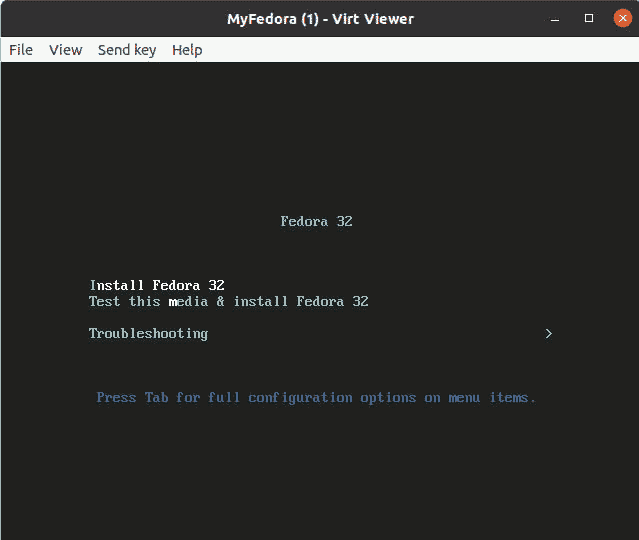 MyFedora (1) - Virt Viewer
File View Send key Help
Fedora 32
Install Fedora 32
Test this media & install Fedora 32
Troubleshooting >
Press Tab for full configuration options on menu items.